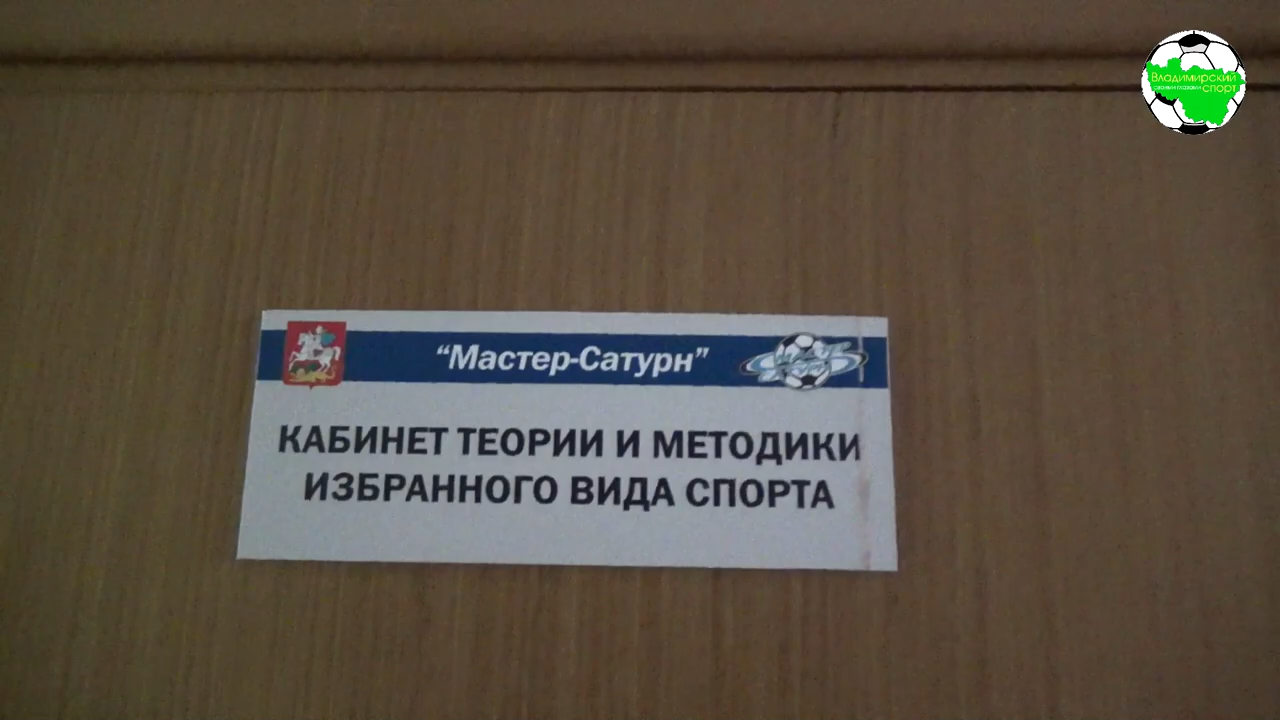 Владимирский
спорт
"Мастер-Сатурн"
КАБИНЕТ ТЕОРИИ И МЕТОДИКИ
ИЗБРАННОГО ВИДА СПОРТА